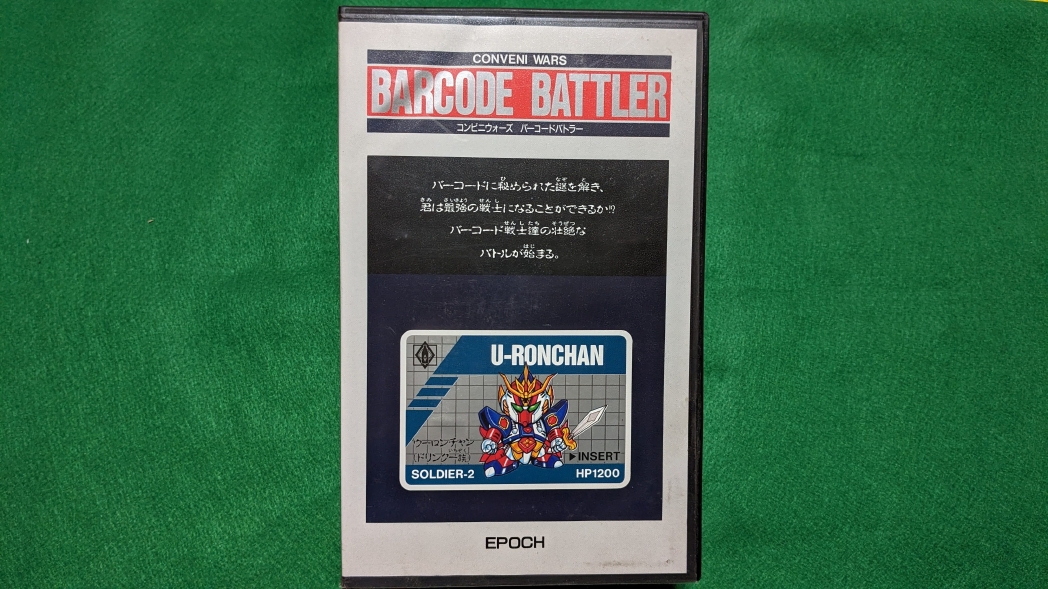 CONVENI WARS
BARCODE BATTLER
コンビニウォーズ バーコードバトラー
バーコードに秘められた謎を解き、
君は最強の戦士になることができるか!?
バーコード戦士達の壮絶な
バトルが始まる。
U-RONCHAN
ウーロンチャン
(ドリンク一族)
▶INSERT
SOLDIER-2 HP1200
EPOCH